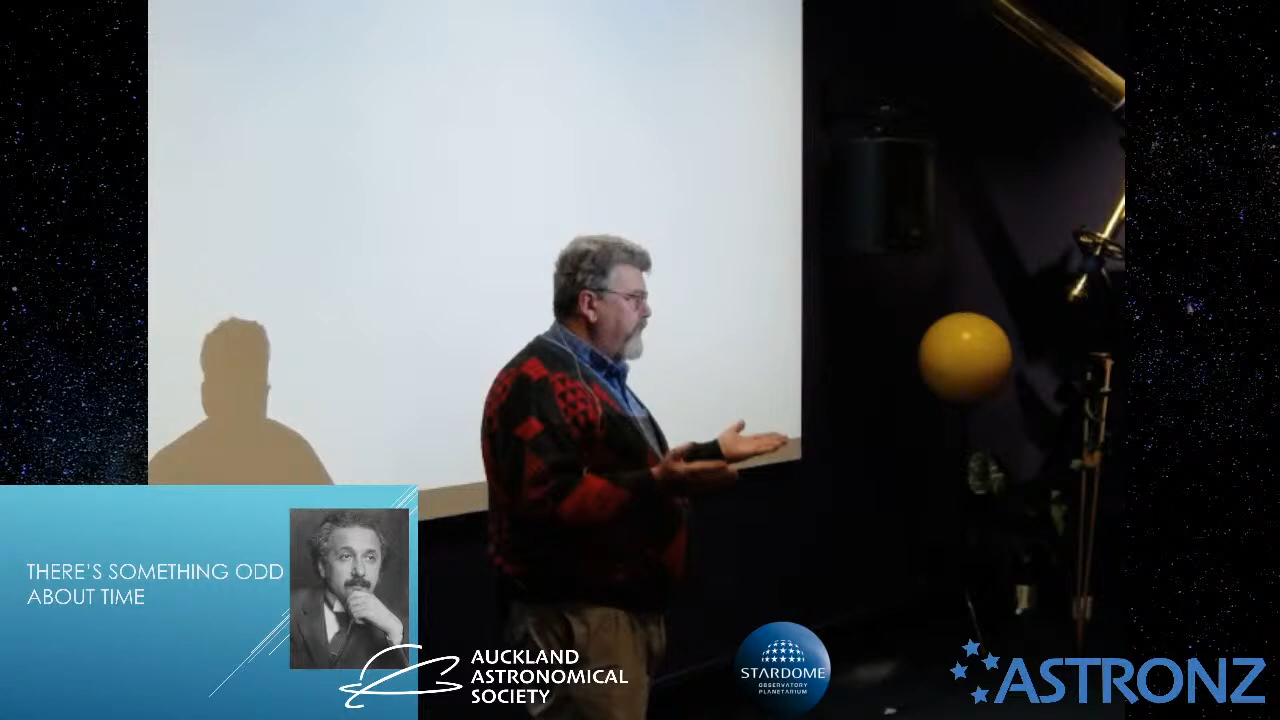 THERE'S SOMETHING ODD
ABOUT TIME
AUCKLAND
ASTRONOMICAL
SOCIETY
STARDOME
OBSERVATORY
PLANETARIUM
ASTRONZ